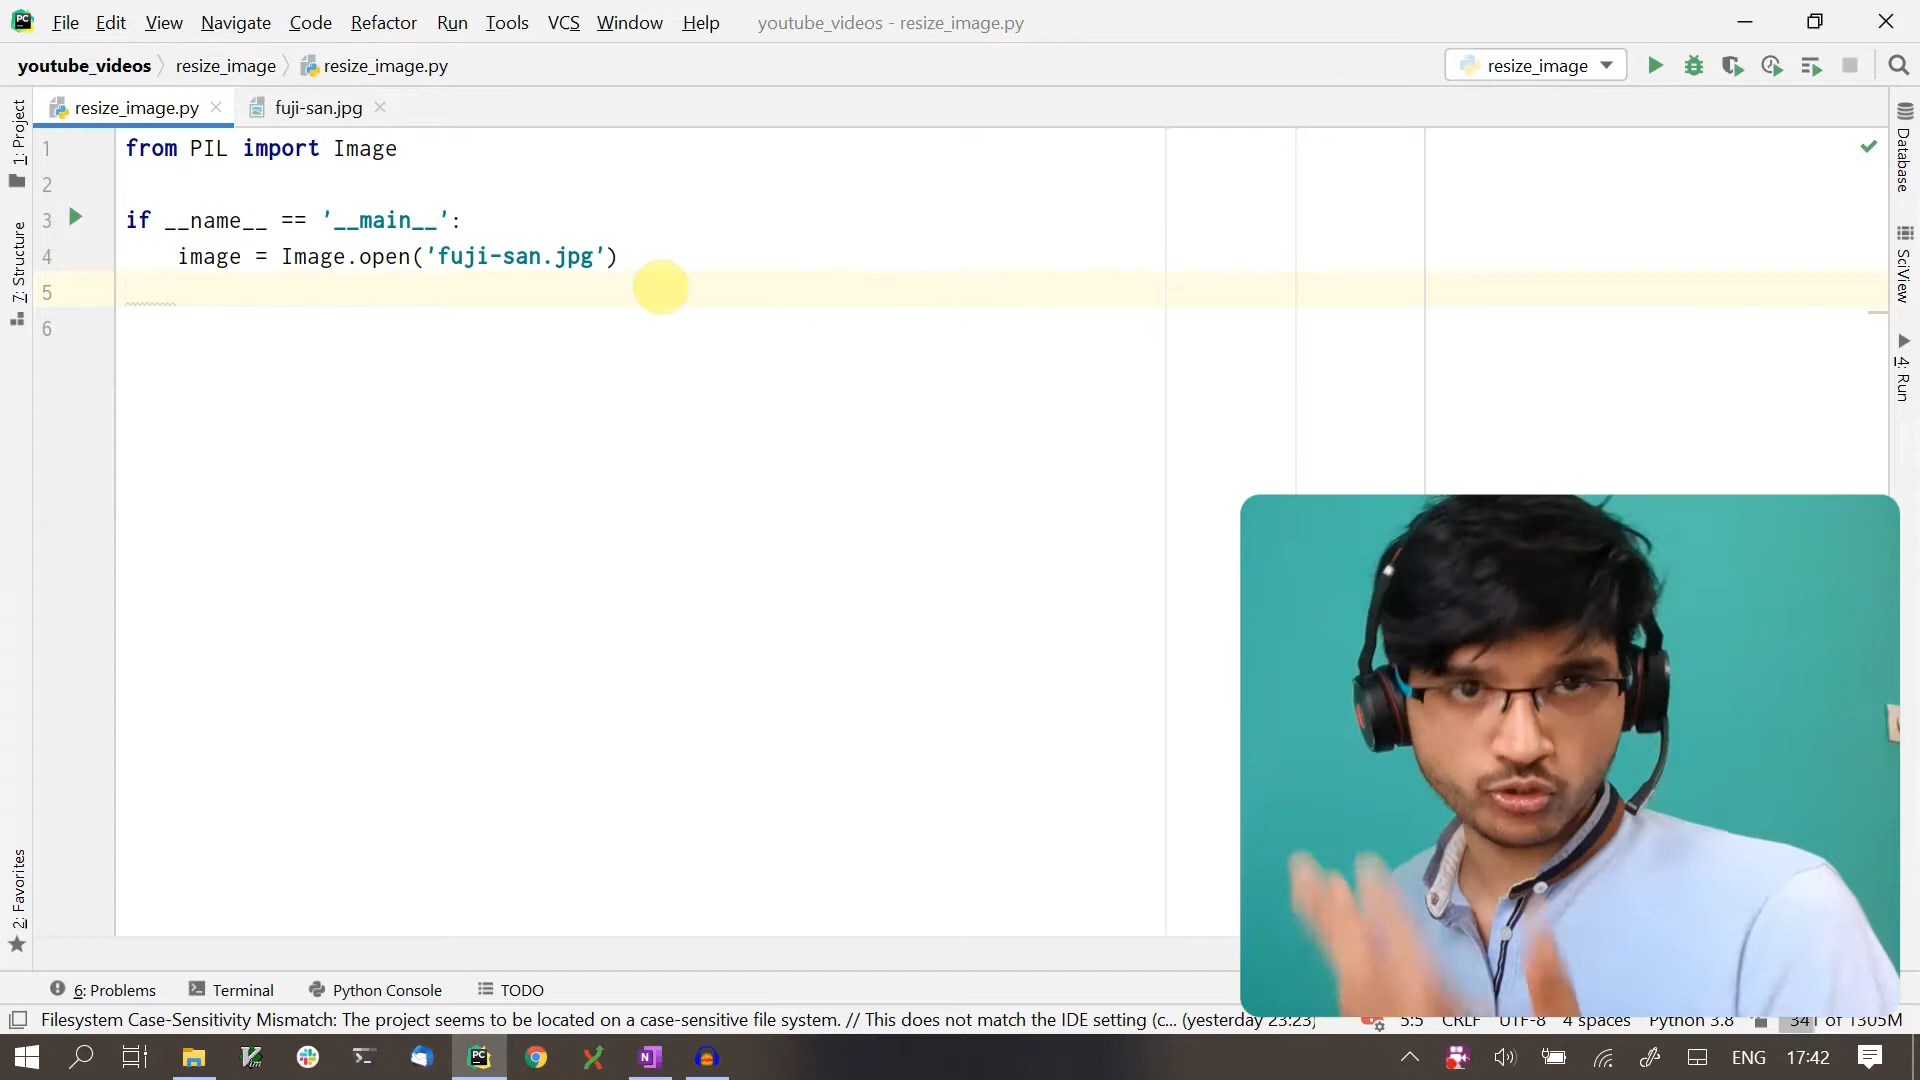 File Edit View Navigate Code Refactor Run Tools VCS Window Help youtube_videos - resize_image.py
youtube_videos resize_image resize_image.py
resize_image
resize_image.py fuji-san.jpg
1: Project
7: Structure
2: Favorites
1 from PIL import Image
2
3 if __name__ == '__main__':
4 image = Image.open('fuji-san.jpg')
5
6
Database
SciView
4: Run
6: Problems Terminal Python Console TODO
Filesystem Case-Sensitivity Mismatch: The project seems to be located on a case-sensitive file system. // This does not match the IDE setting (c... (yesterday 23:23) 5:5 CRLF UTF-8 4 spaces Python 3.8 341 of 1305M
ENG 17:42